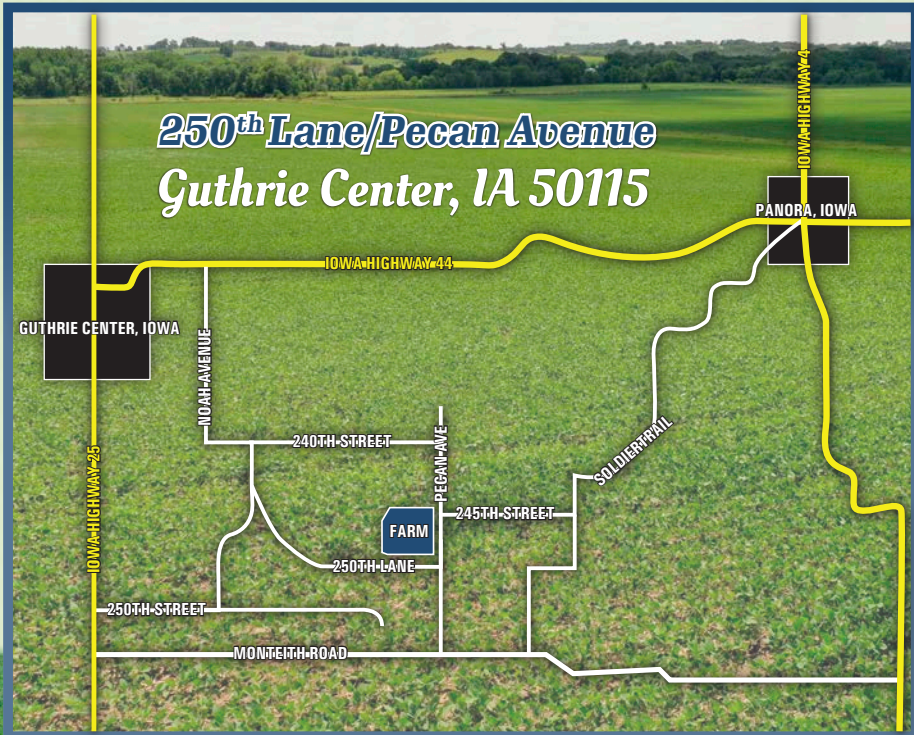 IOWA HIGHWAY 4
250th Lane/Pecan Avenue
Guthrie Center, IA 50115
PANORA, IOWA
IOWA HIGHWAY 44
GUTHRIE CENTER, IOWA
NOAH AVENUE
240TH STREET
PECAN AVE
SOLDIER TRAIL
IOWA HIGHWAY 25
245TH STREET
FARM
250TH LANE
250TH STREET
MONTEITH ROAD